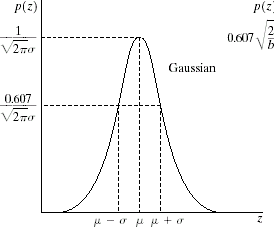 p(z)
p(z)
1
√2πσ
0.607√2
b
Gaussian
0.607
√2πσ
μ − σ μ μ + σ z